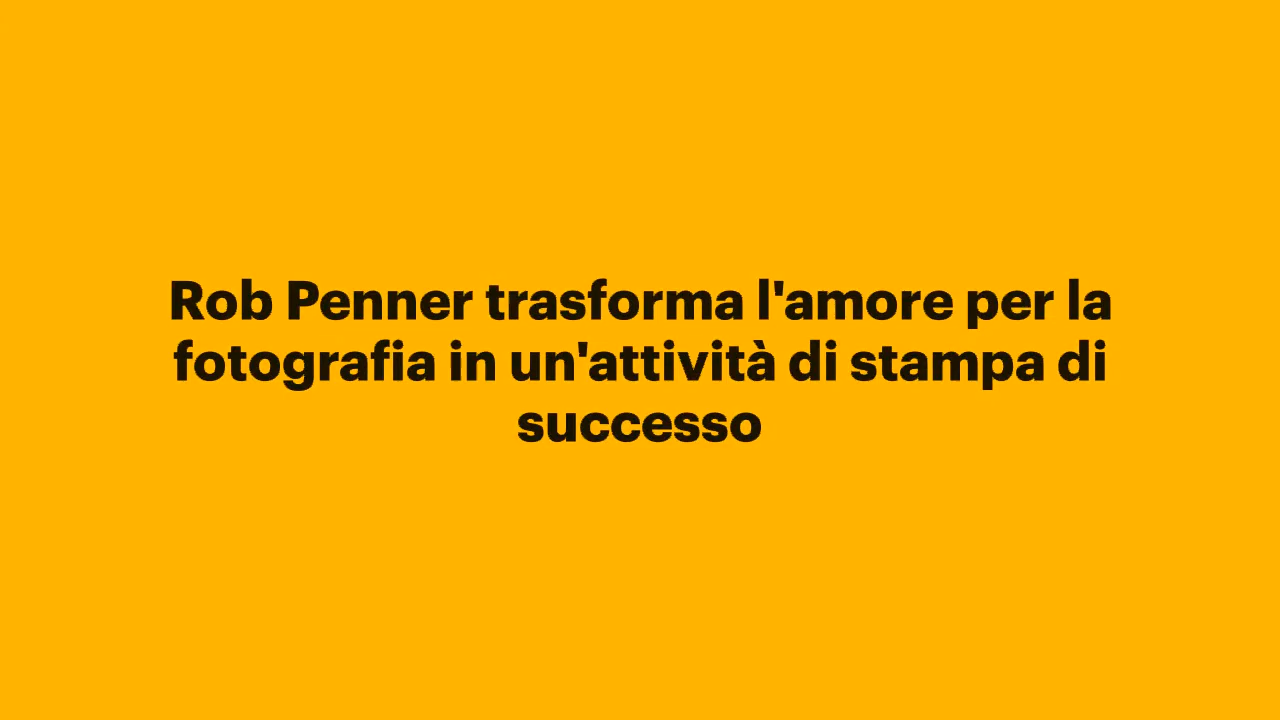 Rob Penner trasforma l'amore per la
fotografia in un'attività di stampa di
successo